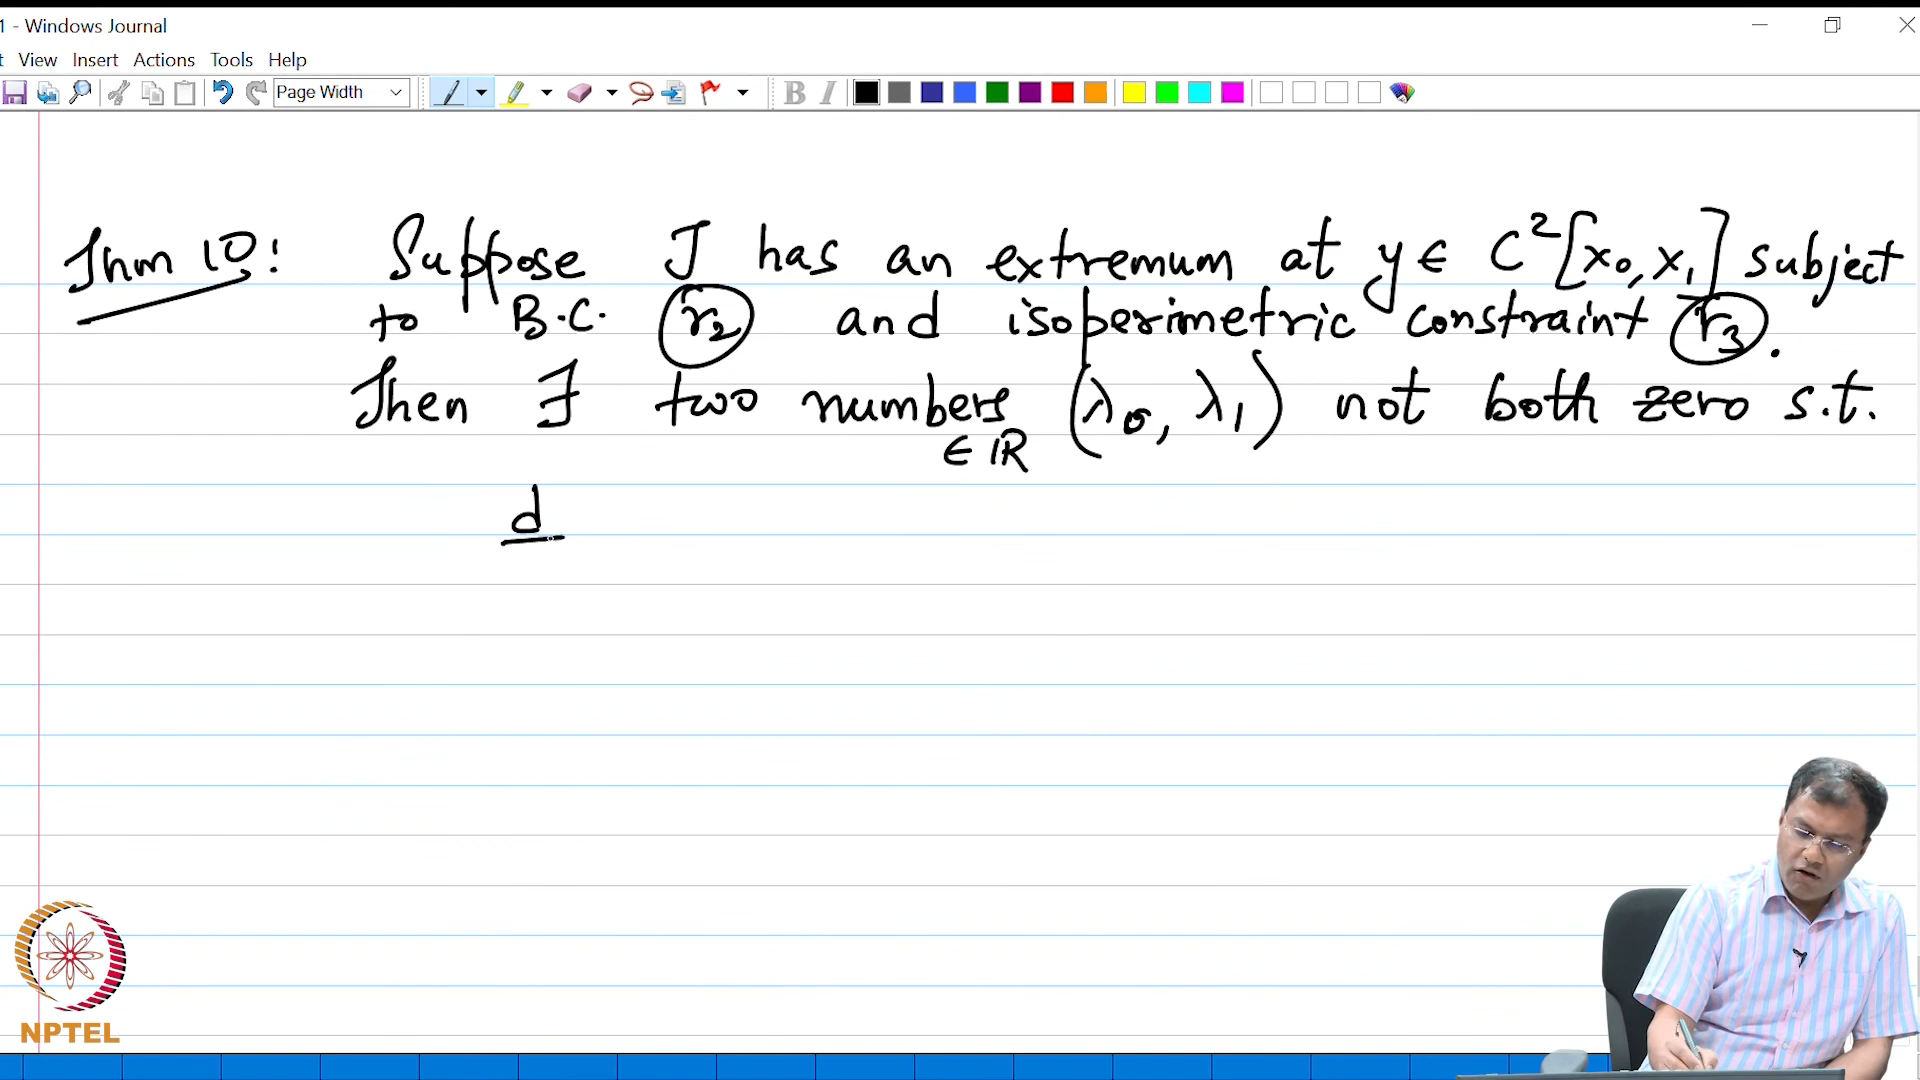 1 - Windows Journal
t View Insert Actions Tools Help
Page Width B I
Thm 10: Suppose J has an extremum at y ∈ C²[x₀, x₁] subject
to B.C. r₂ and isoperimetric constraint r₃.
Then ∃ two numbers (λ₀, λ₁) not both zero s.t.
∈ ℝ
d
NPTEL